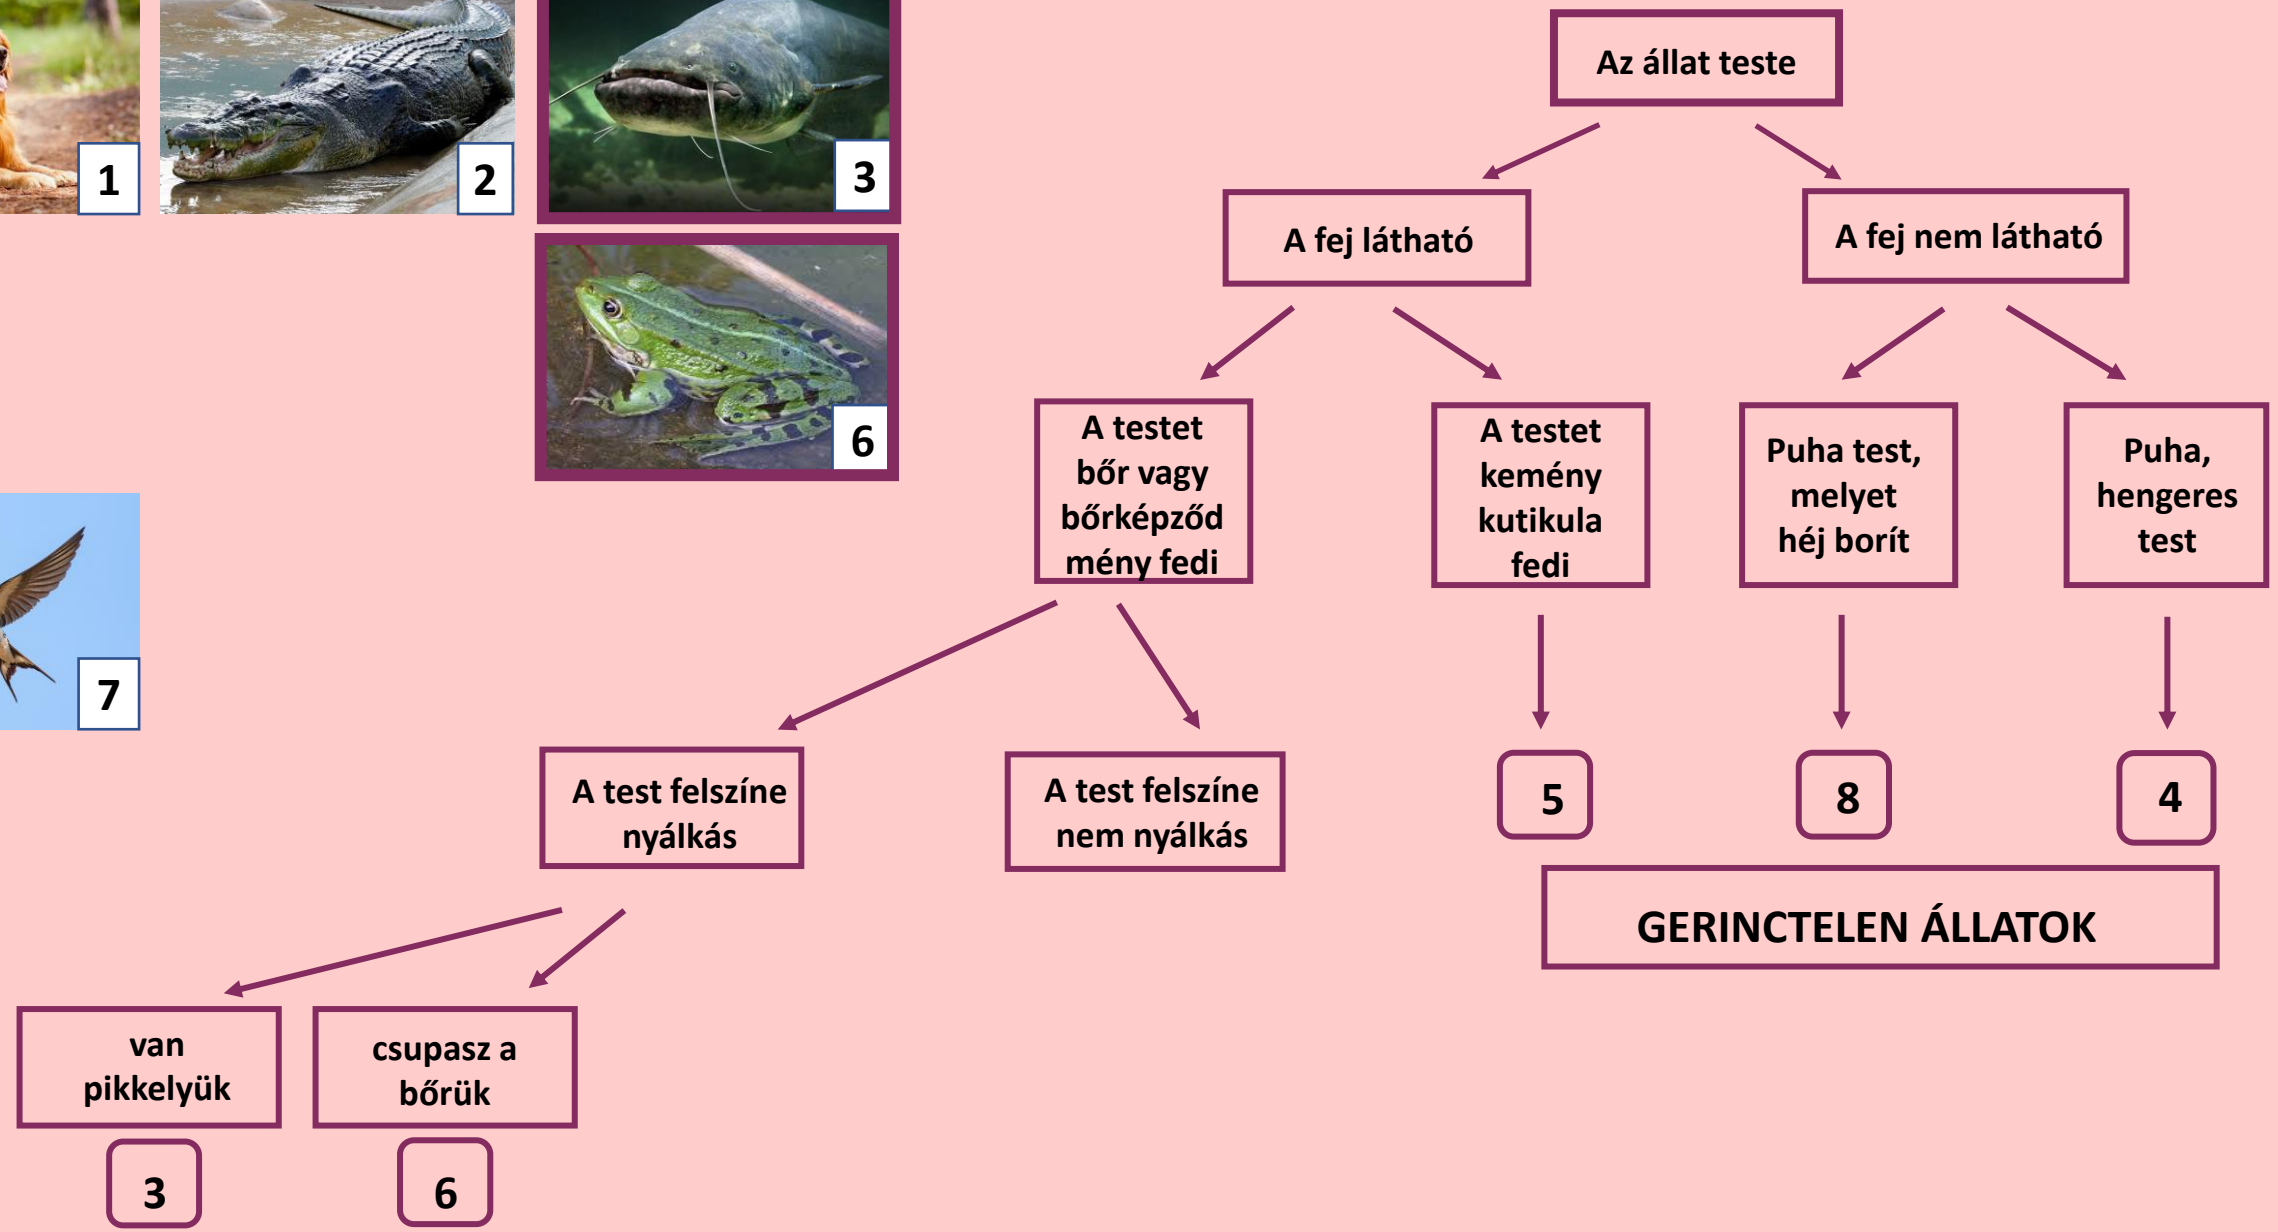 1
2
3
6
7
Az állat teste
A fej látható
A fej nem látható
A testet
bőr vagy
bőrképződ
mény fedi
A testet
kemény
kutikula
fedi
Puha test,
melyet
héj borít
Puha,
hengeres
test
A test felszíne
nyálkás
A test felszíne
nem nyálkás
5
8
4
GERINCTELEN ÁLLATOK
van
pikkelyük
csupasz a
bőrük
3
6